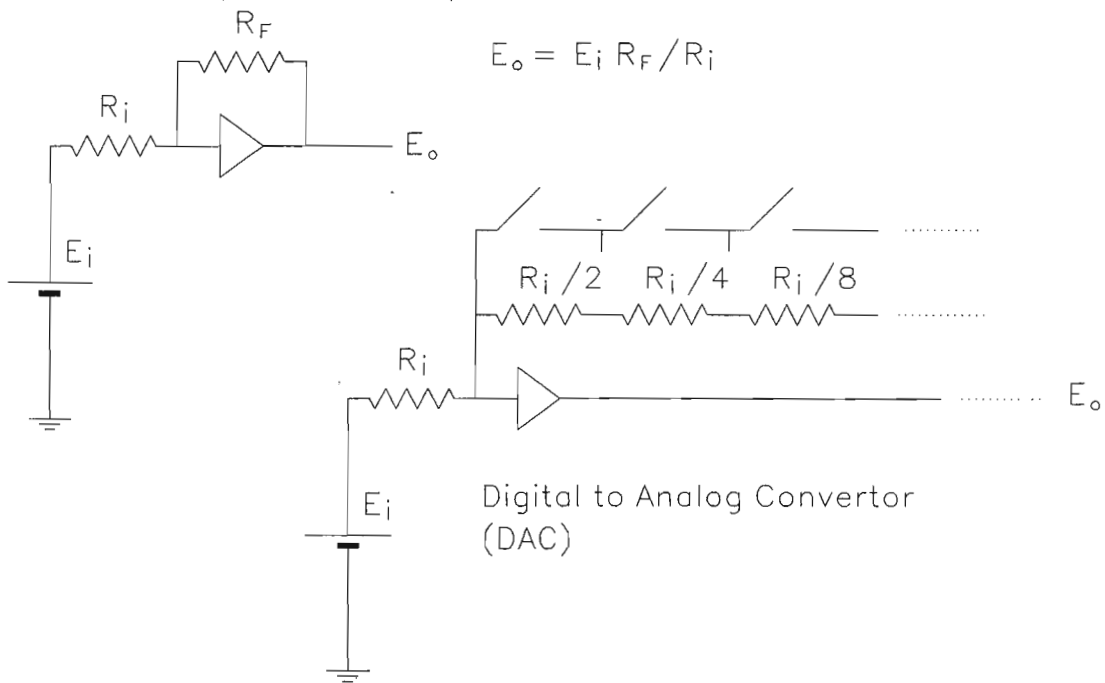 R_F
E_o = E_i R_F/R_i
R_i
E_o
E_i
R_i/2 R_i/4 R_i/8
R_i
E_o
E_i
Digital to Analog Convertor
(DAC)